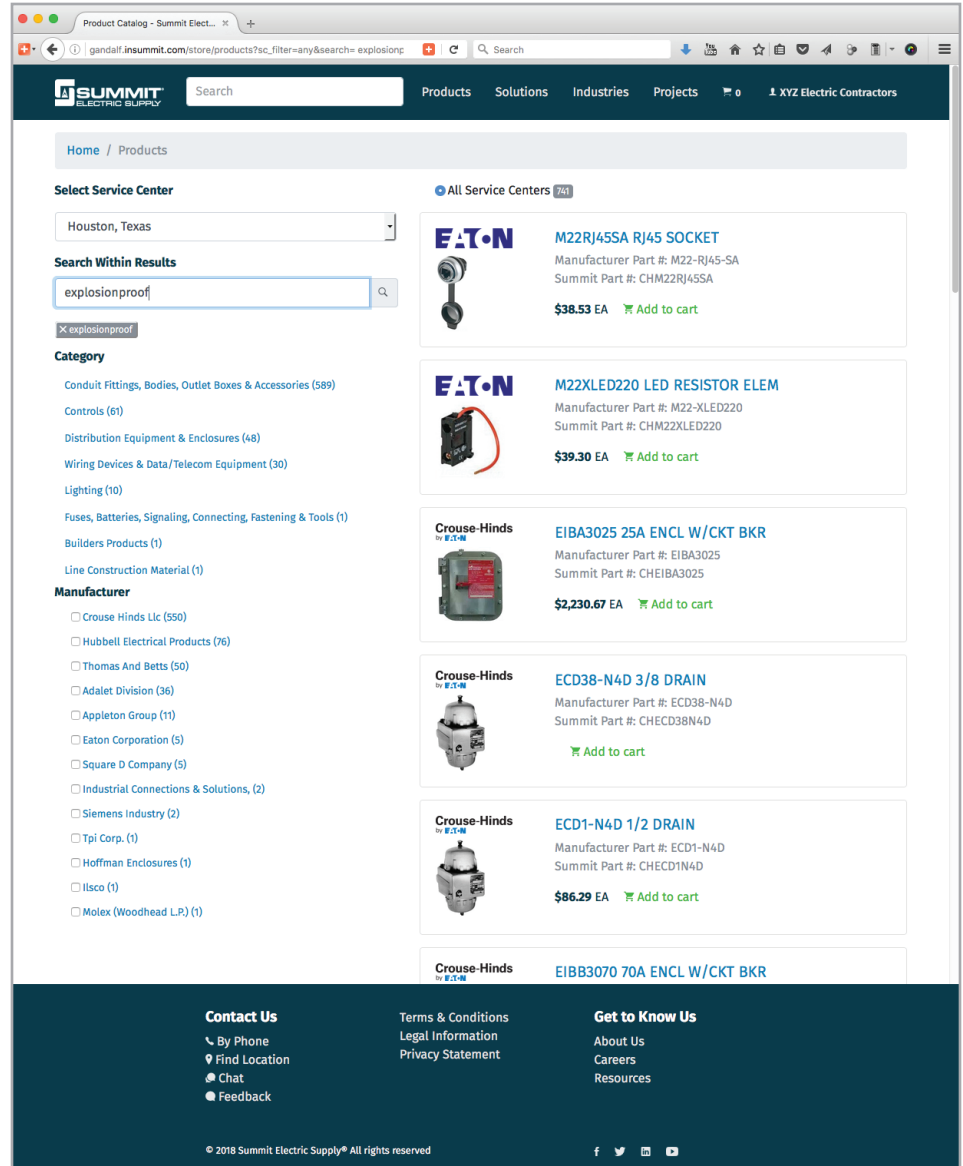 Product Catalog - Summit Elect...
gandalf.insummit.com/store/products?sc_filter=any&search= explosionp
Search
SUMMIT
ELECTRIC SUPPLY
Search
Products Solutions Industries Projects 0 XYZ Electric Contractors
Home / Products
Select Service Center
Houston, Texas
Search Within Results
explosionproof
explosionproof
Category
Conduit Fittings, Bodies, Outlet Boxes & Accessories (589)
Controls (61)
Distribution Equipment & Enclosures (48)
Wiring Devices & Data/Telecom Equipment (30)
Lighting (10)
Fuses, Batteries, Signaling, Connecting, Fastening & Tools (1)
Builders Products (1)
Line Construction Material (1)
Manufacturer
Crouse Hinds Llc (550)
Hubbell Electrical Products (76)
Thomas And Betts (50)
Adalet Division (36)
Appleton Group (11)
Eaton Corporation (5)
Square D Company (5)
Industrial Connections & Solutions, (2)
Siemens Industry (2)
Tpi Corp. (1)
Hoffman Enclosures (1)
Ilsco (1)
Molex (Woodhead L.P.) (1)
All Service Centers 741
EATON
M22RJ45SA RJ45 SOCKET
Manufacturer Part #: M22-RJ45-SA
Summit Part #: CHM22RJ45SA
$38.53 EA Add to cart
EATON
M22XLED220 LED RESISTOR ELEM
Manufacturer Part #: M22-XLED220
Summit Part #: CHM22XLED220
$39.30 EA Add to cart
Crouse-Hinds
by EATON
EIBA3025 25A ENCL W/CKT BKR
Manufacturer Part #: EIBA3025
Summit Part #: CHEIBA3025
$2,230.67 EA Add to cart
Crouse-Hinds
by EATON
ECD38-N4D 3/8 DRAIN
Manufacturer Part #: ECD38-N4D
Summit Part #: CHECD38N4D
Add to cart
Crouse-Hinds
by EATON
ECD1-N4D 1/2 DRAIN
Manufacturer Part #: ECD1-N4D
Summit Part #: CHECD1N4D
$86.29 EA Add to cart
Crouse-Hinds
by EATON
EIBB3070 70A ENCL W/CKT BKR
Contact Us
By Phone
Find Location
Chat
Feedback
Terms & Conditions
Legal Information
Privacy Statement
Get to Know Us
About Us
Careers
Resources
© 2018 Summit Electric Supply® All rights reserved